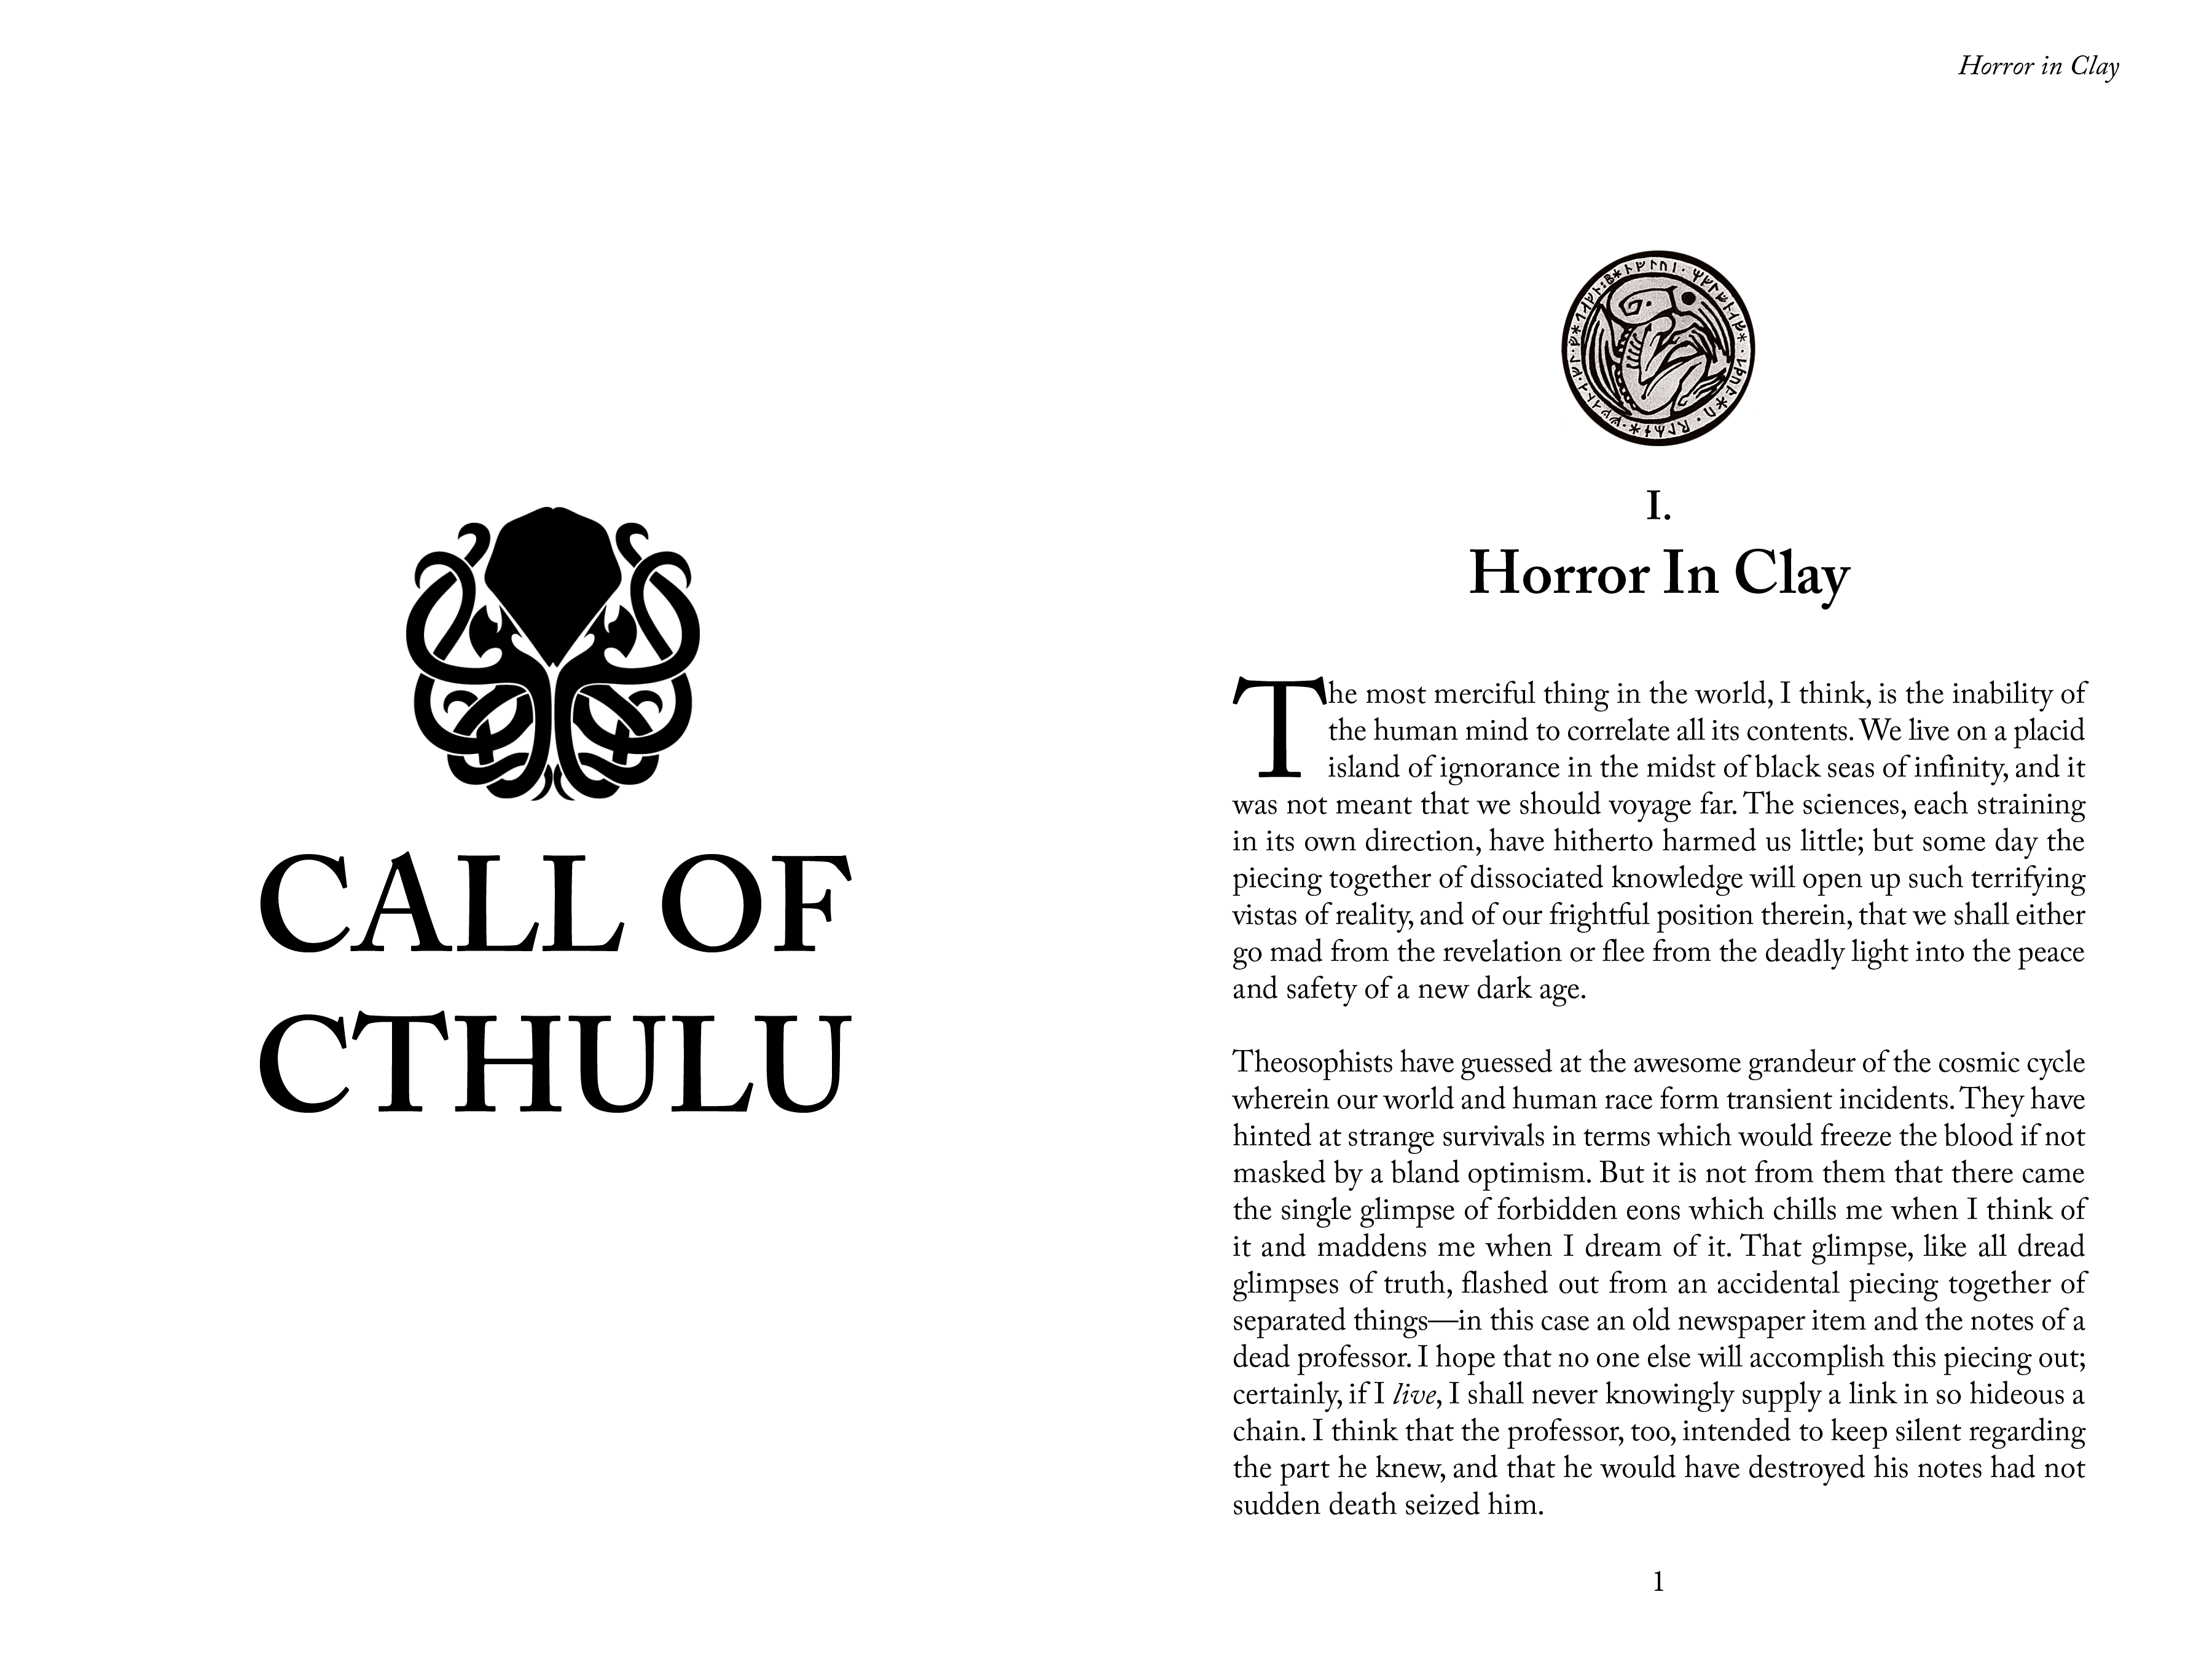 CALL OF
CTHULU
Horror in Clay
I.
Horror In Clay
The most merciful thing in the world, I think, is the inability of
the human mind to correlate all its contents. We live on a placid
island of ignorance in the midst of black seas of infinity, and it
was not meant that we should voyage far. The sciences, each straining
in its own direction, have hitherto harmed us little; but some day the
piecing together of dissociated knowledge will open up such terrifying
vistas of reality, and of our frightful position therein, that we shall either
go mad from the revelation or flee from the deadly light into the peace
and safety of a new dark age.
Theosophists have guessed at the awesome grandeur of the cosmic cycle
wherein our world and human race form transient incidents. They have
hinted at strange survivals in terms which would freeze the blood if not
masked by a bland optimism. But it is not from them that there came
the single glimpse of forbidden eons which chills me when I think of
it and maddens me when I dream of it. That glimpse, like all dread
glimpses of truth, flashed out from an accidental piecing together of
separated things—in this case an old newspaper item and the notes of a
dead professor. I hope that no one else will accomplish this piecing out;
certainly, if I live, I shall never knowingly supply a link in so hideous a
chain. I think that the professor, too, intended to keep silent regarding
the part he knew, and that he would have destroyed his notes had not
sudden death seized him.
1